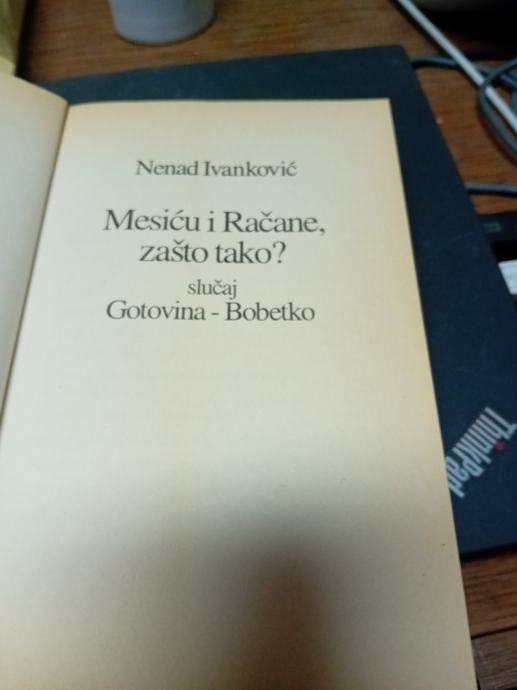 Nenad Ivanković
Mesiću i Račane,
zašto tako?
slučaj
Gotovina - Bobetko
ThinkPad